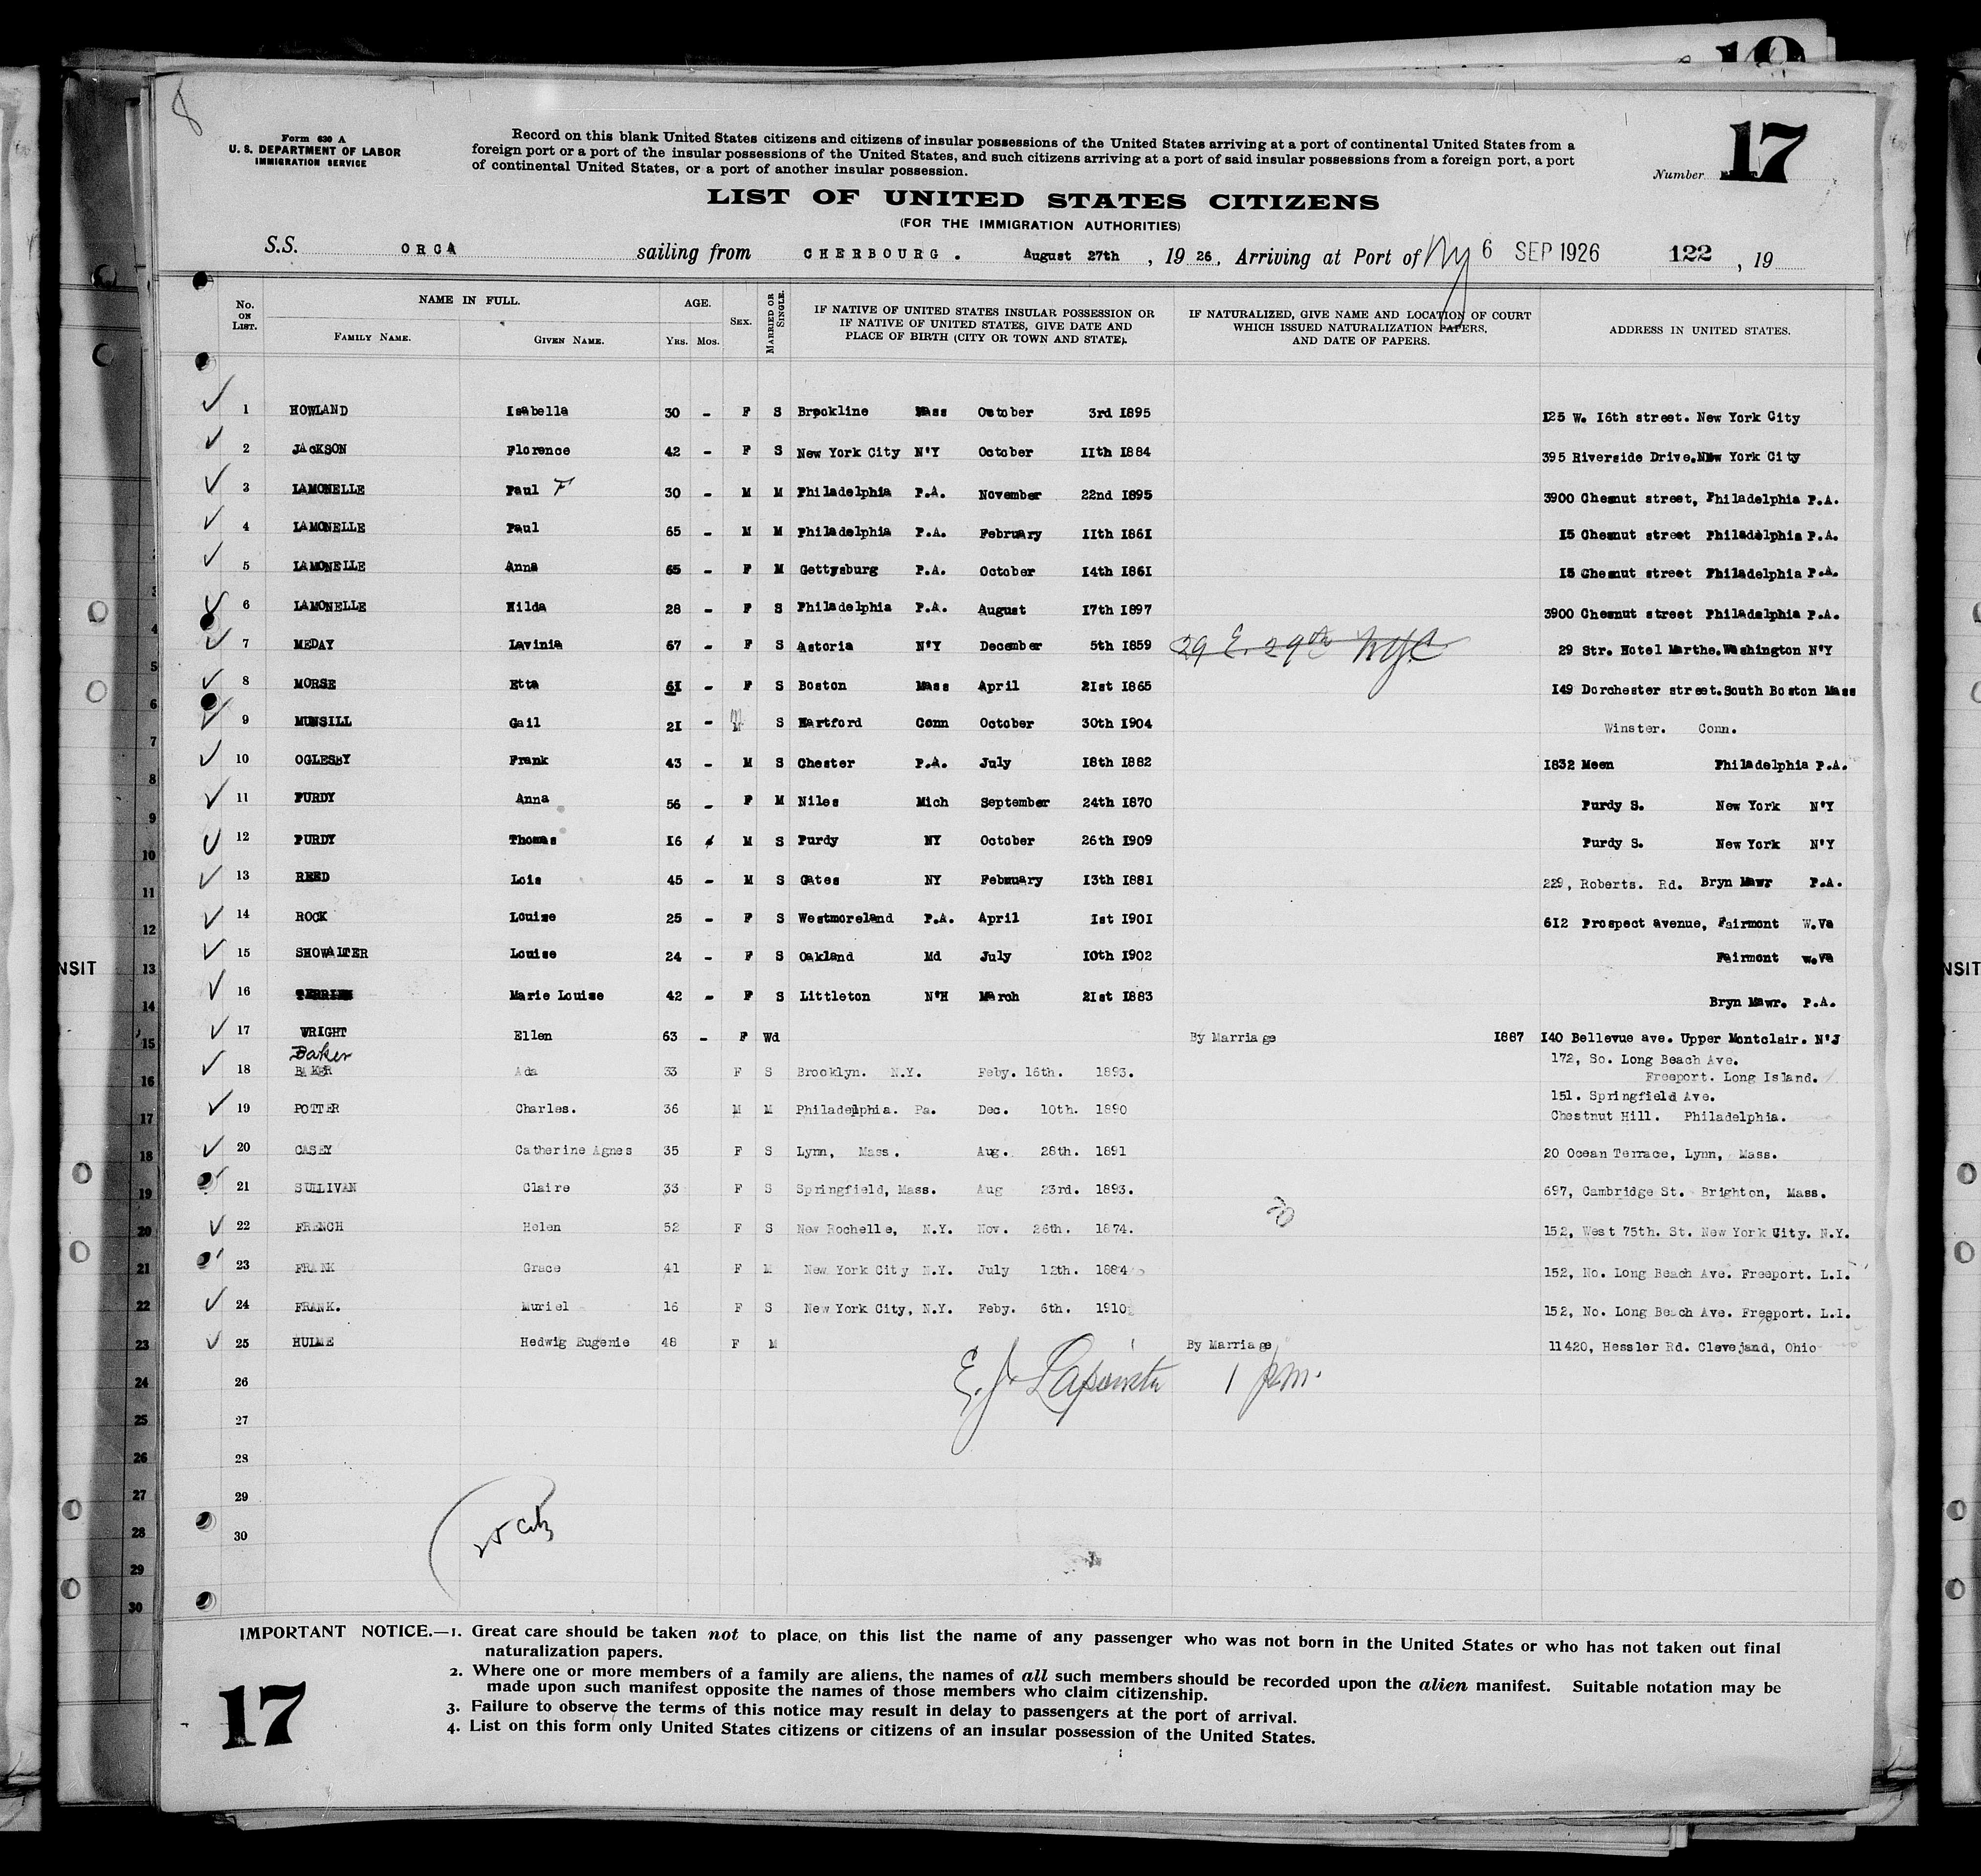 8
Form 630 A
U. S. DEPARTMENT OF LABOR
IMMIGRATION SERVICE
Record on this blank United States citizens and citizens of insular possessions of the United States arriving at a port of continental United States from a
foreign port or a port of the insular possessions of the United States, and such citizens arriving at a port of said insular possessions from a foreign port, a port
of continental United States, or a port of another insular possession.
Number 17
LIST OF UNITED STATES CITIZENS
(FOR THE IMMIGRATION AUTHORITIES)
S.S. ORCA sailing from CHERBOURG. August 27th, 19 26, Arriving at Port of NY 6 SEP 1926 122, 19
No. ON LIST. NAME IN FULL. FAMILY NAME. GIVEN NAME. AGE. YRS. MOS. SEX. MARRIED OR SINGLE. IF NATIVE OF UNITED STATES INSULAR POSSESSION OR IF NATIVE OF UNITED STATES, GIVE DATE AND PLACE OF BIRTH (CITY OR TOWN AND STATE). IF NATURALIZED, GIVE NAME AND LOCATION OF COURT WHICH ISSUED NATURALIZATION PAPERS, AND DATE OF PAPERS. ADDRESS IN UNITED STATES.
1 HOWLAND Isabella 30 - F S Brookline Mass October 3rd 1895 125 W. 16th street. New York City
2 JACKSON Florence 42 - F S New York City N'Y October 11th 1884 395 Riverside Drive.New York City
3 LAMONELLE Paul F 30 - M M Philadelphia P.A. November 22nd 1895 3900 Chesnut street, Philadelphia P.A.
4 LAMONELLE Paul 65 - M M Philadelphia P.A. February 11th 1861 15 Chesnut street Philadelphia P.A.
5 LAMONELLE Anna 65 - F M Gettysburg P.A. October 14th 1861 15 Chesnut street Philadelphia P.A.
6 LAMONELLE Hilda 28 - F S Philadelphia P.A. August 17th 1897 3900 Chesnut street Philadelphia P.A.
7 MEDAY Lavinia 67 - F S Astoria N'Y December 5th 1859 29 E. 29th NYC 29 Str. Hotel Marthe.Washington N'Y
8 MORSE Etta 61 - F S Boston Mass April 21st 1865 149 Dorchester street.South Boston Mass
9 MUNSILL Gail 21 - M S Hartford Conn October 30th 1904 Winster. Conn.
10 OGLESBY Frank 43 - M S Chester P.A. July 18th 1882 1832 Meen Philadelphia P.A.
11 PURDY Anna 56 - F M Niles Mich September 24th 1870 Purdy S. New York N'Y
12 PURDY Thomas 16 M S Purdy NY October 26th 1909 Purdy S. New York N'Y
13 REED Lois 45 - M S Gates NY February 13th 1881 229, Roberts. Rd. Bryn Mawr P.A.
14 ROCK Louise 25 - F S Westmoreland P.A. April 1st 1901 612 Prospect avenue, Fairmont W.Va
15 SHOWALTER Louise 24 - F S Oakland Md July 10th 1902 Fairmont w.Va
16 Marie Louise 42 - F S Littleton N'H March 21st 1883 Bryn Mawr. P.A.
17 WRIGHT Ellen 63 - F Wd By Marriage 1887 140 Bellevue ave. Upper Montclair. N'J
Baker
18 BAKER Ada 33 F S Brooklyn. N.Y. Feby. 16th. 1893. 172, So. Long Beach Ave.
Freeport. Long Island.
19 POTTER Charles. 36 M M Philadelphia. Pa. Dec. 10th. 1890 151. Springfield Ave.
Chestnut Hill. Philadelphia.
20 CASEY Catherine Agnes 35 F S Lynn, Mass. Aug. 28th. 1891 20 Ocean Terrace, Lynn, Mass.
21 SULLIVAN Claire 33 F S Springfield, Mass. Aug 23rd. 1893. 697, Cambridge St. Brighton, Mass.
22 FRENCH Helen 52 F S New Rochelle, N.Y. Nov. 26th. 1874. 152, West 75th. St. New York City. N.Y.
23 FRANK Grace 41 F M New York City N.Y. July 12th. 1884 152, No. Long Beach Ave. Freeport. L.I.
24 FRANK. Muriel 16 F S New York City, N.Y. Feby. 6th. 1910 152, No. Long Beach Ave. Freeport. L.I.
25 HULME Hedwig Eugenie 48 F M By Marriage 11420, Hessler Rd. Cleveland, Ohio
26 E. J. 1 pm.
27
28
29
30
IMPORTANT NOTICE.—1. Great care should be taken not to place on this list the name of any passenger who was not born in the United States or who has not taken out final
naturalization papers.
2. Where one or more members of a family are aliens, the names of all such members should be recorded upon the alien manifest. Suitable notation may be
made upon such manifest opposite the names of those members who claim citizenship.
3. Failure to observe the terms of this notice may result in delay to passengers at the port of arrival.
4. List on this form only United States citizens or citizens of an insular possession of the United States.
17